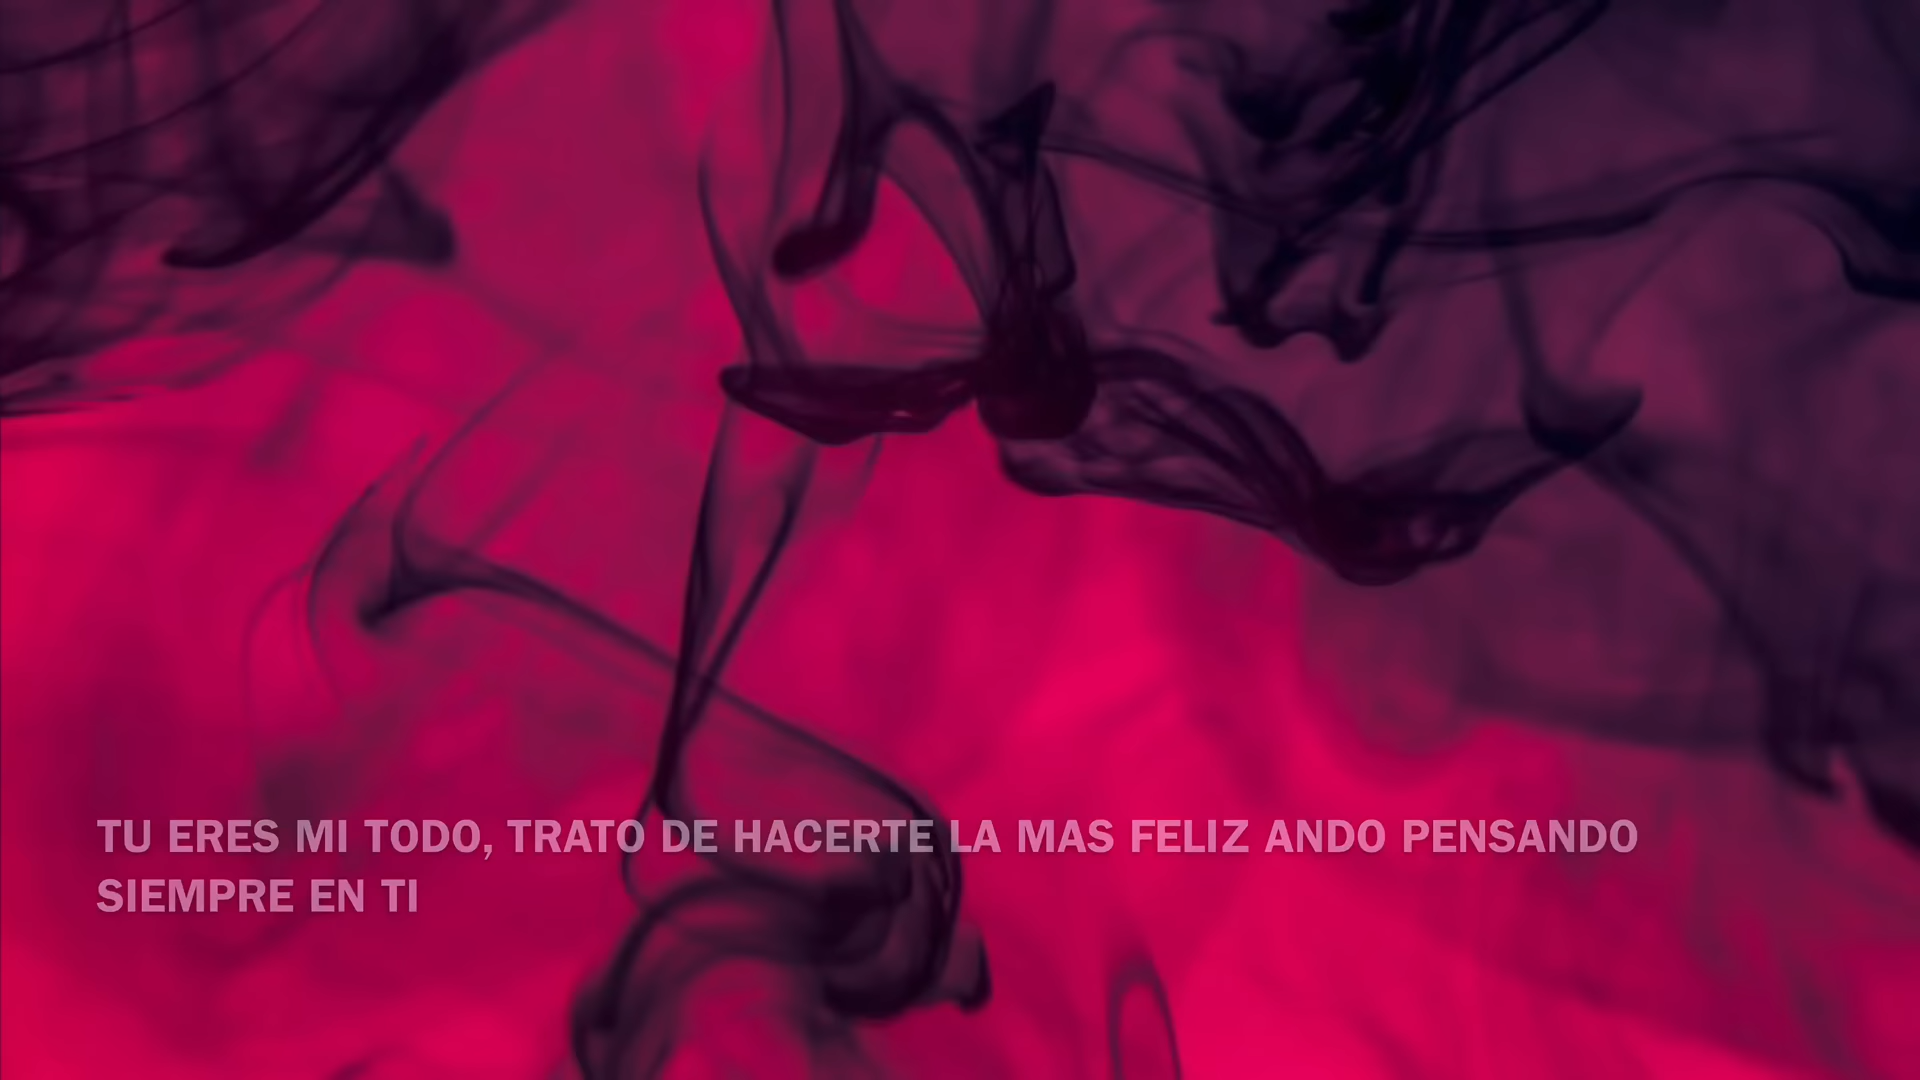 TU ERES MI TODO, TRATO DE HACERTE LA MAS FELIZ ANDO PENSANDO
SIEMPRE EN TI